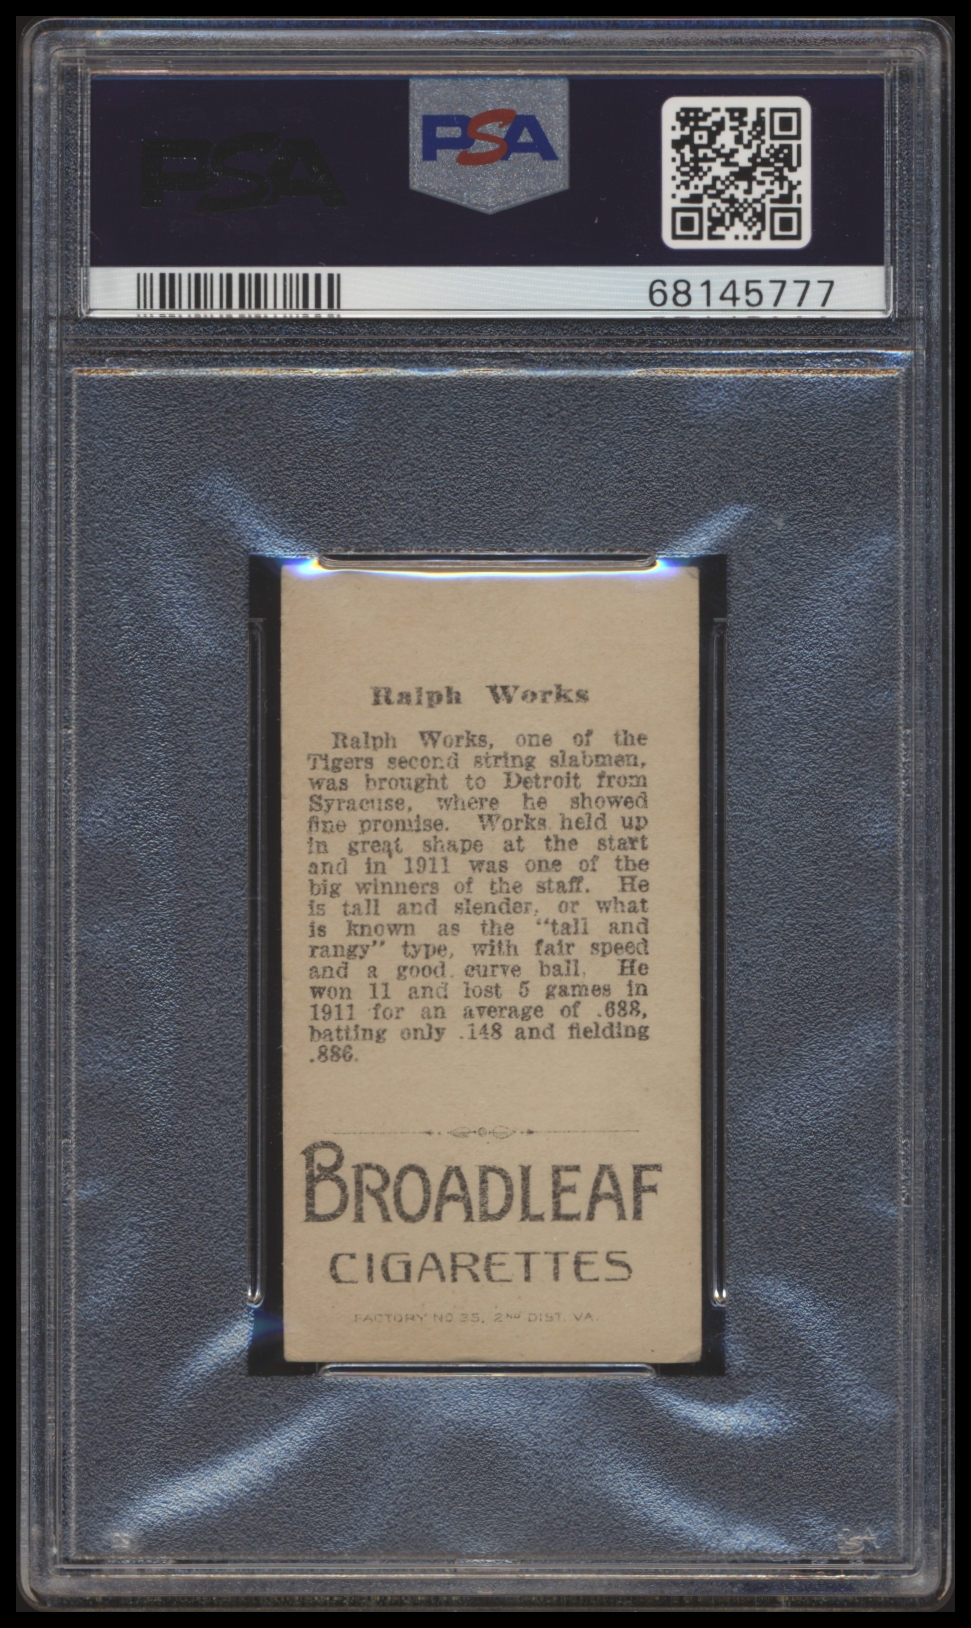 PSA
PSA
68145777
Ralph Works
Ralph Works, one of the
Tigers second string slabmen,
was brought to Detroit from
Syracuse, where he showed
fine promise. Works held up
in great shape at the start
and in 1911 was one of the
big winners of the staff. He
is tall and slender, or what
is known as the "tall and
rangy" type, with fair speed
and a good curve ball. He
won 11 and lost 5 games in
1911 for an average of .688,
batting only .148 and fielding
.886.
BROADLEAF
CIGARETTES
FACTORY NO 35, 2ND DIST. VA.